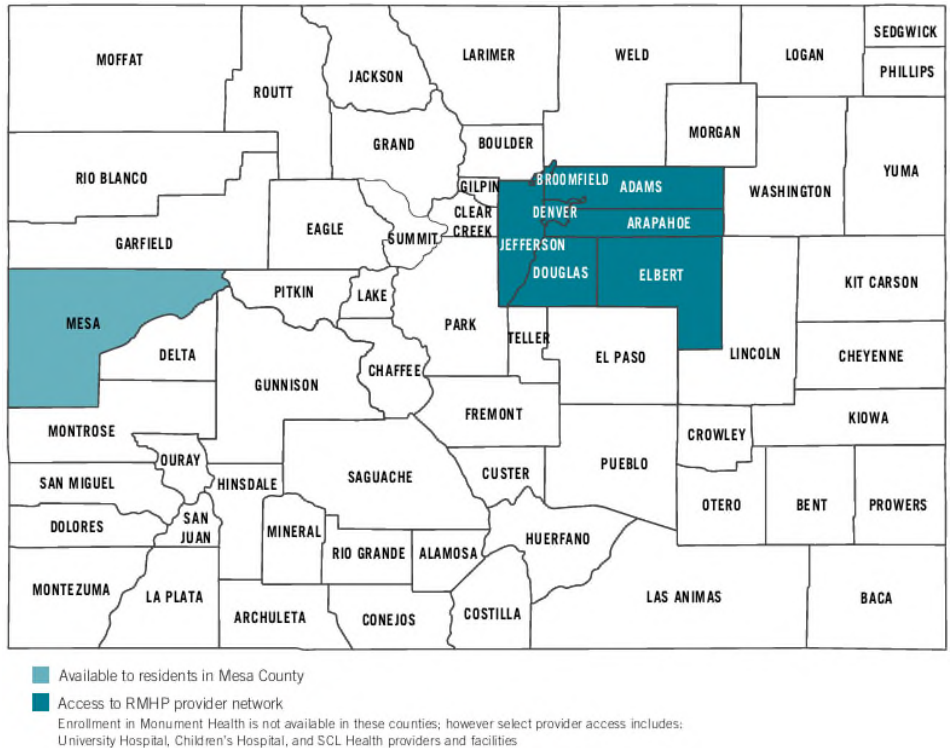 SEDGWICK
MOFFAT
LARIMER
WELD
LOGAN
PHILLIPS
JACKSON
ROUTT
MORGAN
GRAND
BOULDER
RIO BLANCO
YUMA
BROOMFIELD
ADAMS
GILPIN
WASHINGTON
CLEAR
CREEK
DENVER
ARAPAHOE
EAGLE
SUMMIT
GARFIELD
JEFFERSON
DOUGLAS
ELBERT
KIT CARSON
PITKIN
LAKE
MESA
PARK
TELLER
DELTA
EL PASO
LINCOLN
CHEYENNE
GUNNISON
CHAFFEE
FREMONT
KIOWA
MONTROSE
CROWLEY
OURAY
PUEBLO
SAN MIGUEL
HINSDALE
SAGUACHE
CUSTER
OTERO
BENT
PROWERS
DOLORES
SAN
JUAN
MINERAL
RIO GRANDE
ALAMOSA
HUERFANO
MONTEZUMA
LA PLATA
LAS ANIMAS
BACA
ARCHULETA
CONEJOS
COSTILLA
Available to residents in Mesa County
Access to RMHP provider network
Enrollment in Monument Health is not available in these counties; however select provider access includes:
University Hospital, Children's Hospital, and SCL Health providers and facilities